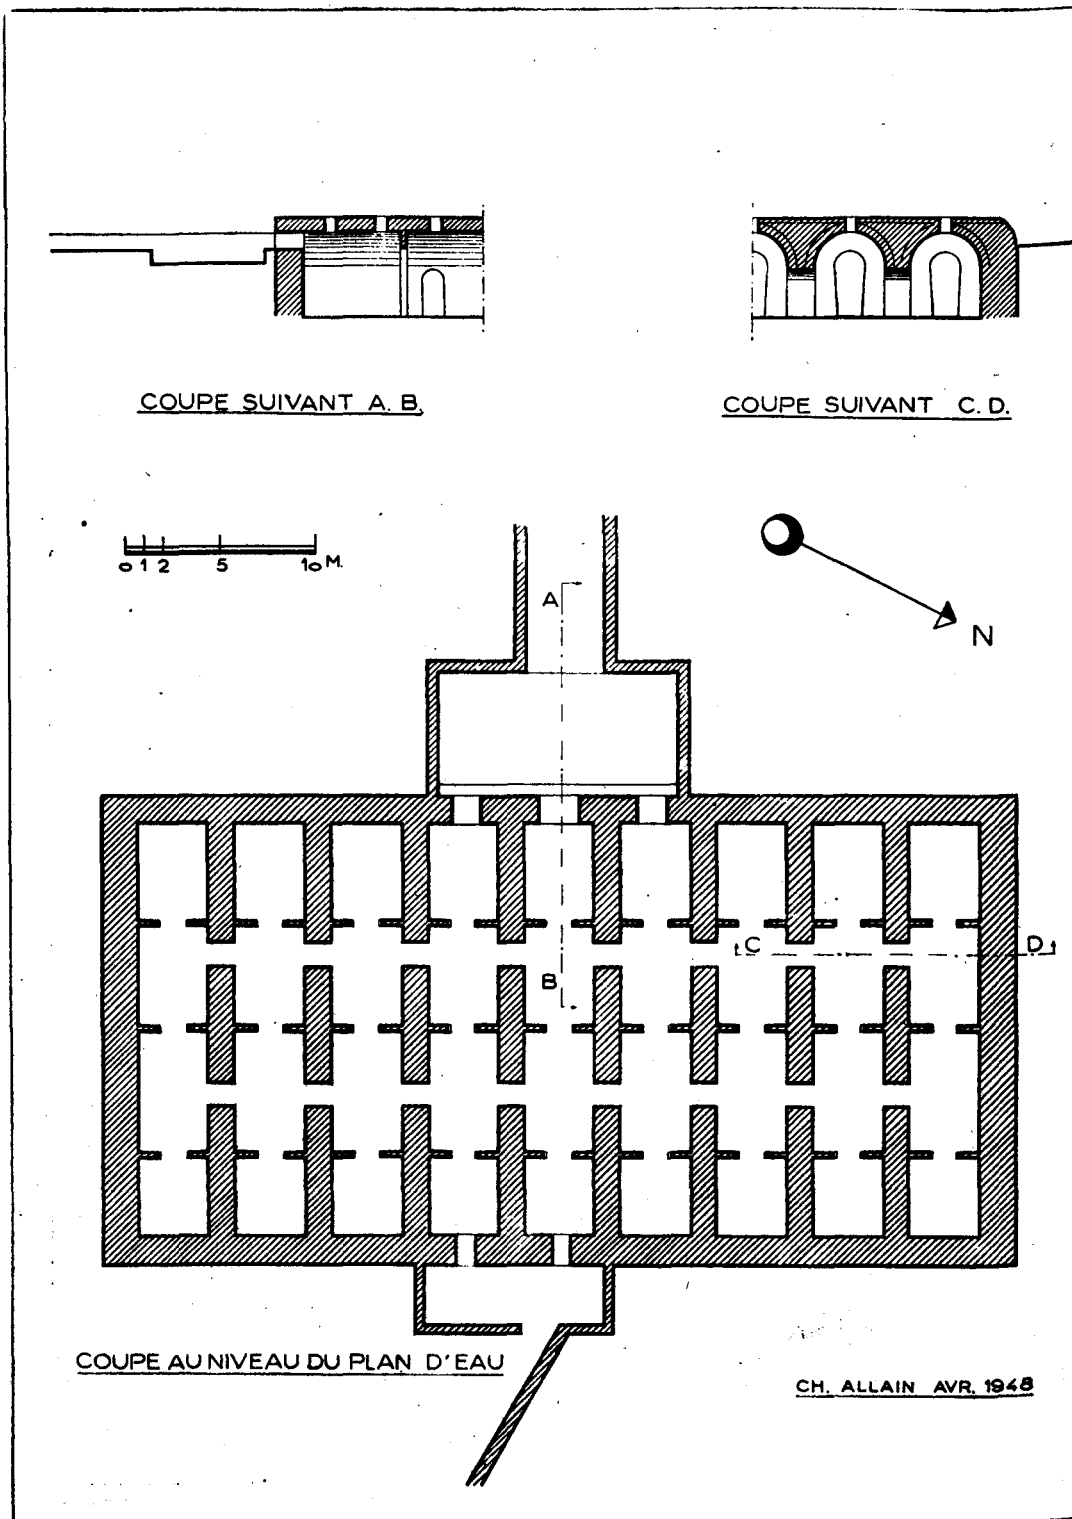 COUPE SUIVANT A. B.
COUPE SUIVANT C. D.
0 1 2 5 10 M.
N
A
B
C D
COUPE AU NIVEAU DU PLAN D'EAU
CH. ALLAIN AVR. 1948